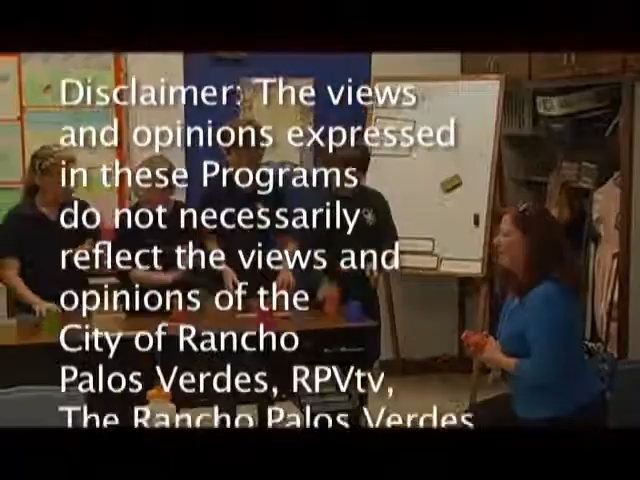 Disclaimer: The views
and opinions expressed
in these Programs
do not necessarily
reflect the views and
opinions of the
City of Rancho
Palos Verdes, RPVtv,
The Rancho Palos Verdes